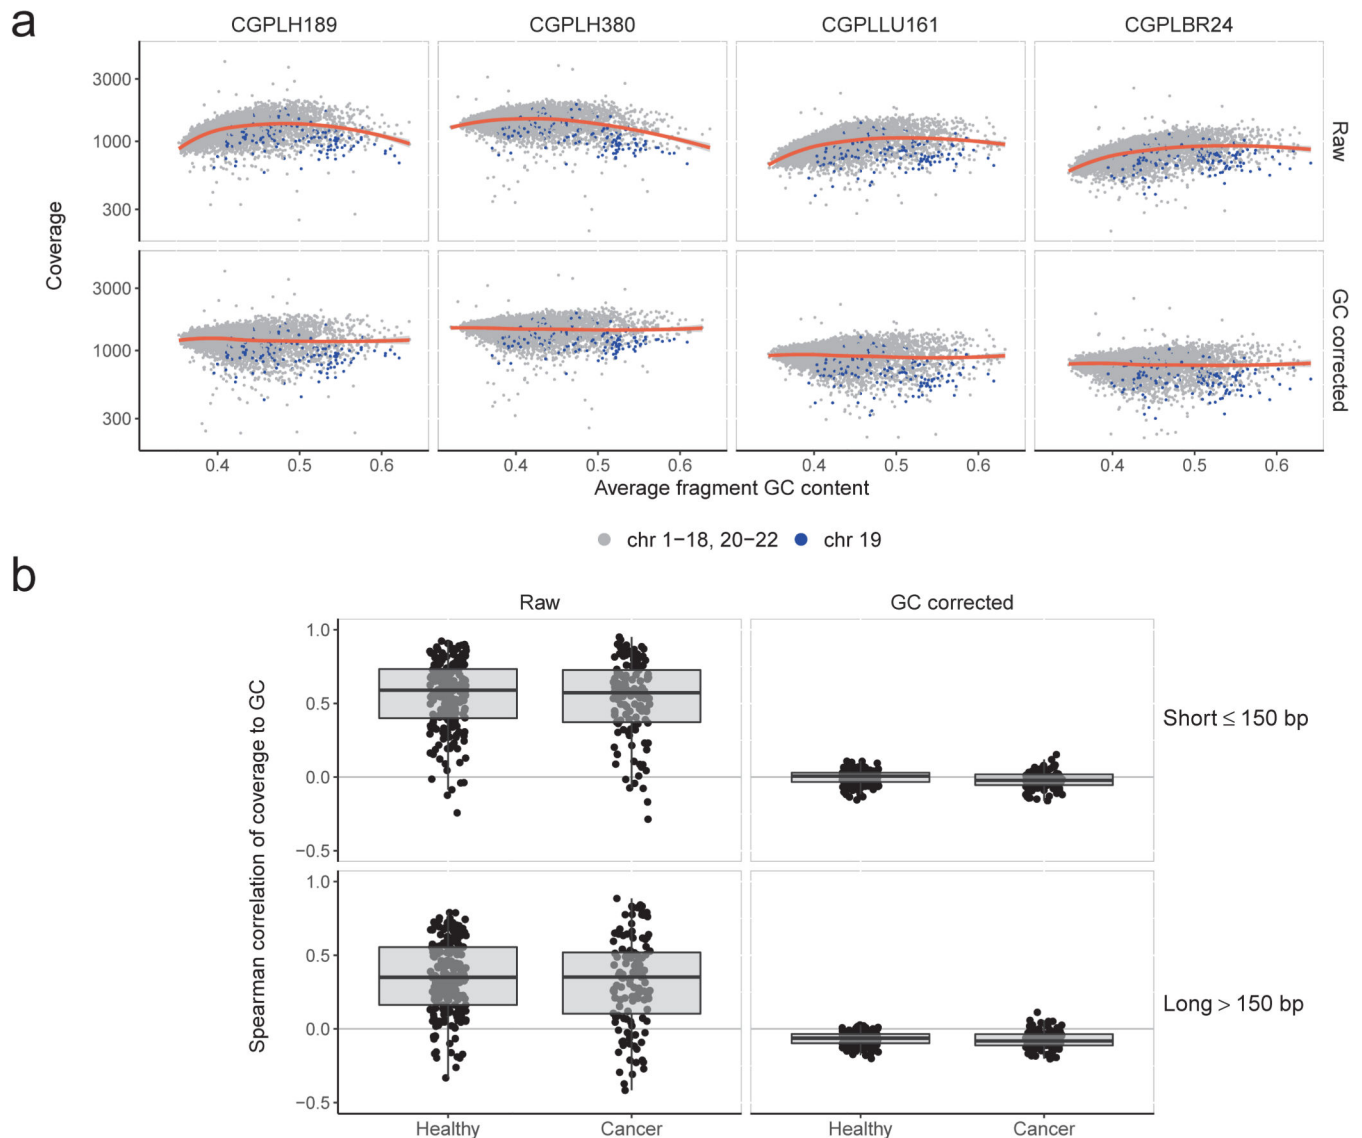 a
CGPLH189 CGPLH380 CGPLLU161 CGPLBR24
3000
1000
300
Raw
Coverage
3000
1000
300
GC corrected
0.4 0.5 0.6 0.4 0.5 0.6 0.4 0.5 0.6 0.4 0.5 0.6
Average fragment GC content
chr 1−18, 20−22 chr 19
b
Raw GC corrected
Spearman correlation of coverage to GC
1.0
0.5
0.0
−0.5
Short ≤ 150 bp
1.0
0.5
0.0
−0.5
Long > 150 bp
Healthy Cancer Healthy Cancer